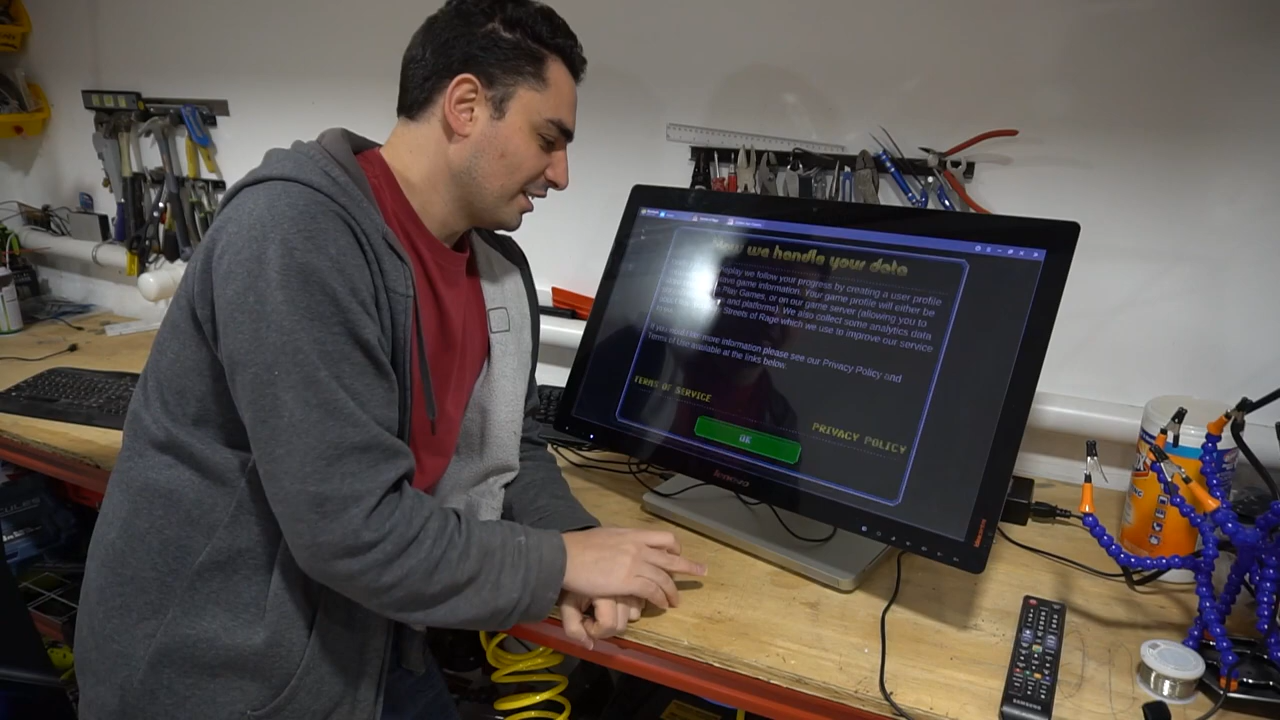 How we handle your data
replay we follow your progress by creating a user profile
save game information. Your game profile will either be
Play Games, or on our game server (allowing you to
and platforms). We also collect some analytics data
Streets of Rage which we use to improve our service
If you would like more information please see our Privacy Policy and
Terms of Use available at the links below.
TERMS OF SERVICE
PRIVACY POLICY
OK
lenovo
SAMSUNG